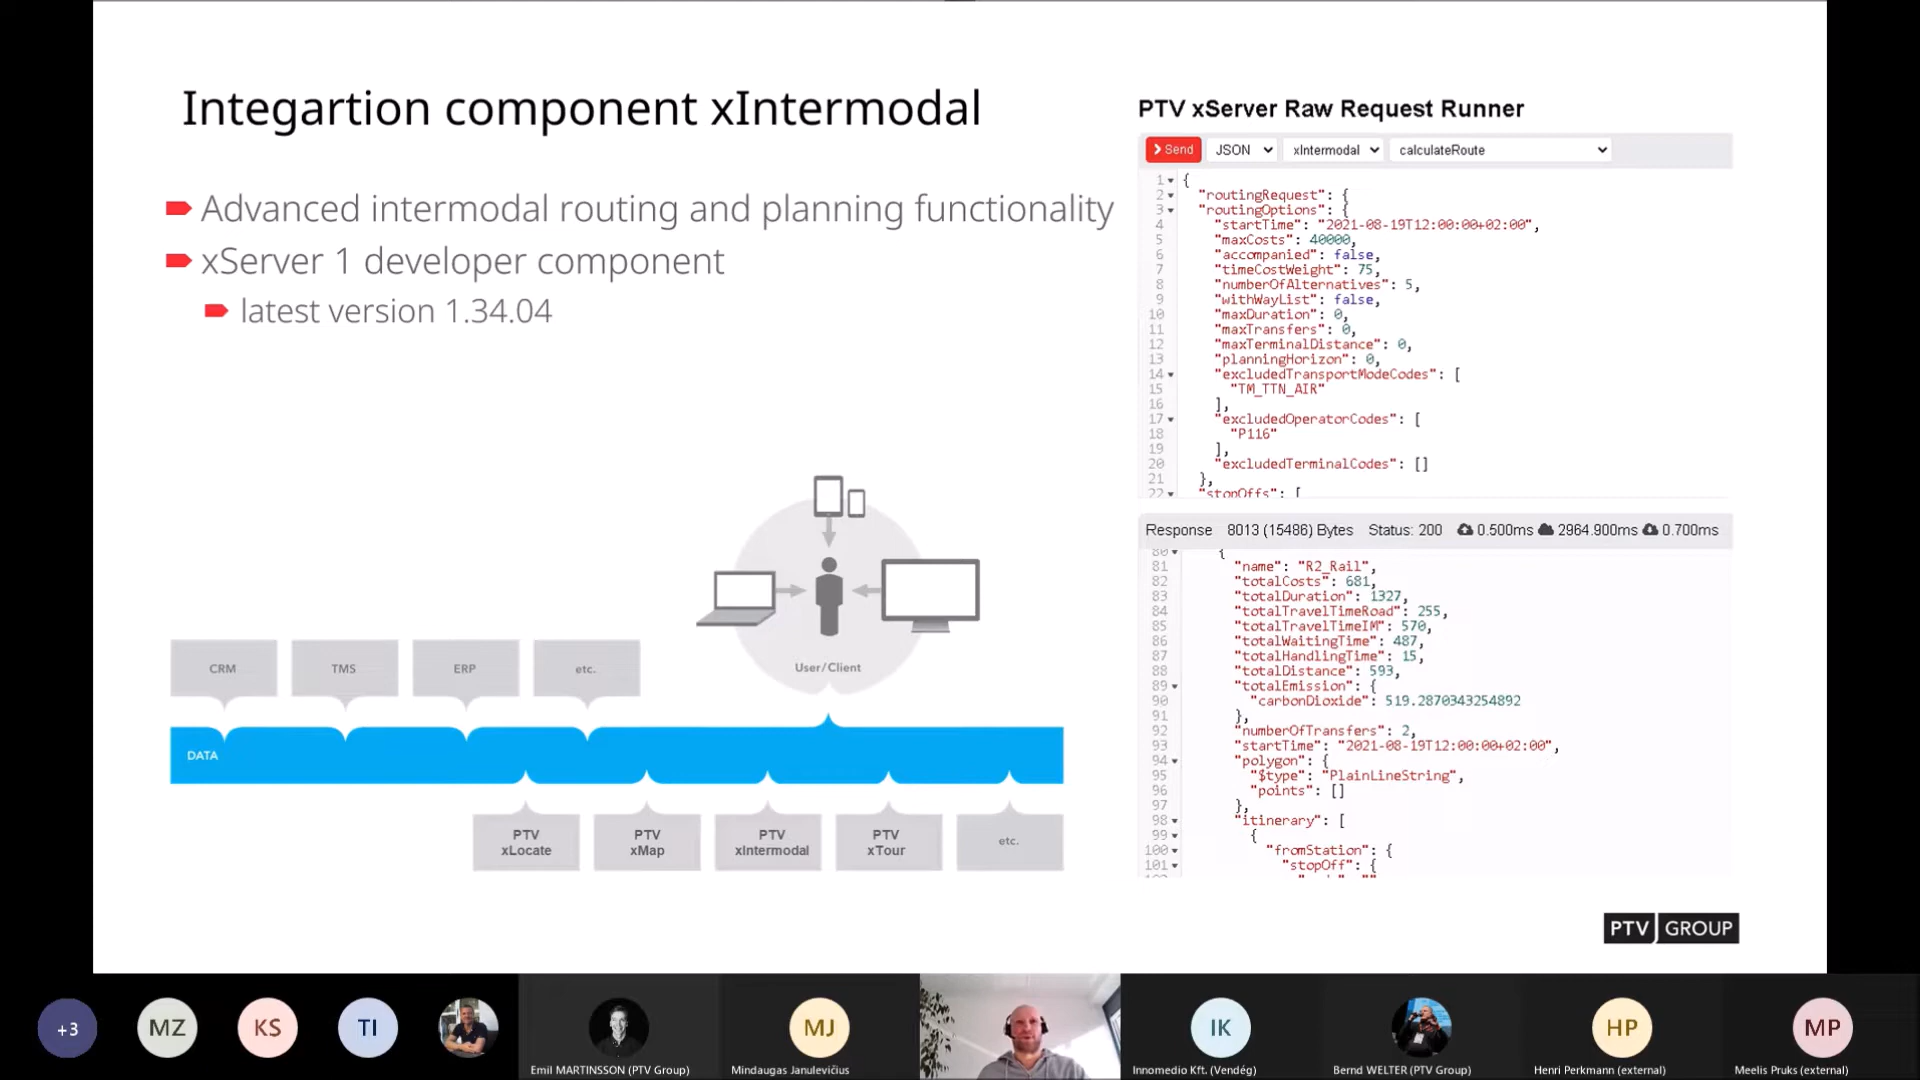 Integartion component xIntermodal
Advanced intermodal routing and planning functionality
xServer 1 developer component
latest version 1.34.04
User/Client
CRM
TMS
ERP
etc.
DATA
PTV
xLocate
PTV
xMap
PTV
xIntermodal
PTV
xTour
etc.
PTV xServer Raw Request Runner
Send JSON xIntermodal calculateRoute
1 {
2 "routingRequest": {
3 "routingOptions": {
4 "startTime": "2021-08-19T12:00:00+02:00",
5 "maxCosts": 40000,
6 "accompanied": false,
7 "timeCostWeight": 75,
8 "numberOfAlternatives": 5,
9 "withWayList": false,
10 "maxDuration": 0,
11 "maxTransfers": 0,
12 "maxTerminalDistance": 0,
13 "planningHorizon": 0,
14 "excludedTransportModeCodes": [
15 "TM_TTN_AIR"
16 ],
17 "excludedOperatorCodes": [
18 "P116"
19 ],
20 "excludedTerminalCodes": []
21 },
22 "stopOffs": [
Response 8013 (15486) Bytes Status: 200 0.500ms 2964.900ms 0.700ms
80 {
81 "name": "R2_Rail",
82 "totalCosts": 681,
83 "totalDuration": 1327,
84 "totalTravelTimeRoad": 255,
85 "totalTravelTimeIM": 570,
86 "totalWaitingTime": 487,
87 "totalHandlingTime": 15,
88 "totalDistance": 593,
89 "totalEmission": {
90 "carbonDioxide": 519.2870343254892
91 },
92 "numberOfTransfers": 2,
93 "startTime": "2021-08-19T12:00:00+02:00",
94 "polygon": {
95 "$type": "PlainLineString",
96 "points": []
97 },
98 "itinerary": [
99 {
100 "fromStation": {
101 "stopOff": {
PTV GROUP
+3
MZ
KS
TI
Emil MARTINSSON (PTV Group)
MJ
Mindaugas Janulevičius
IK
Innomedio Kft. (Vendég)
Bernd WELTER (PTV Group)
HP
Henri Perkmann (external)
MP
Meelis Pruks (external)